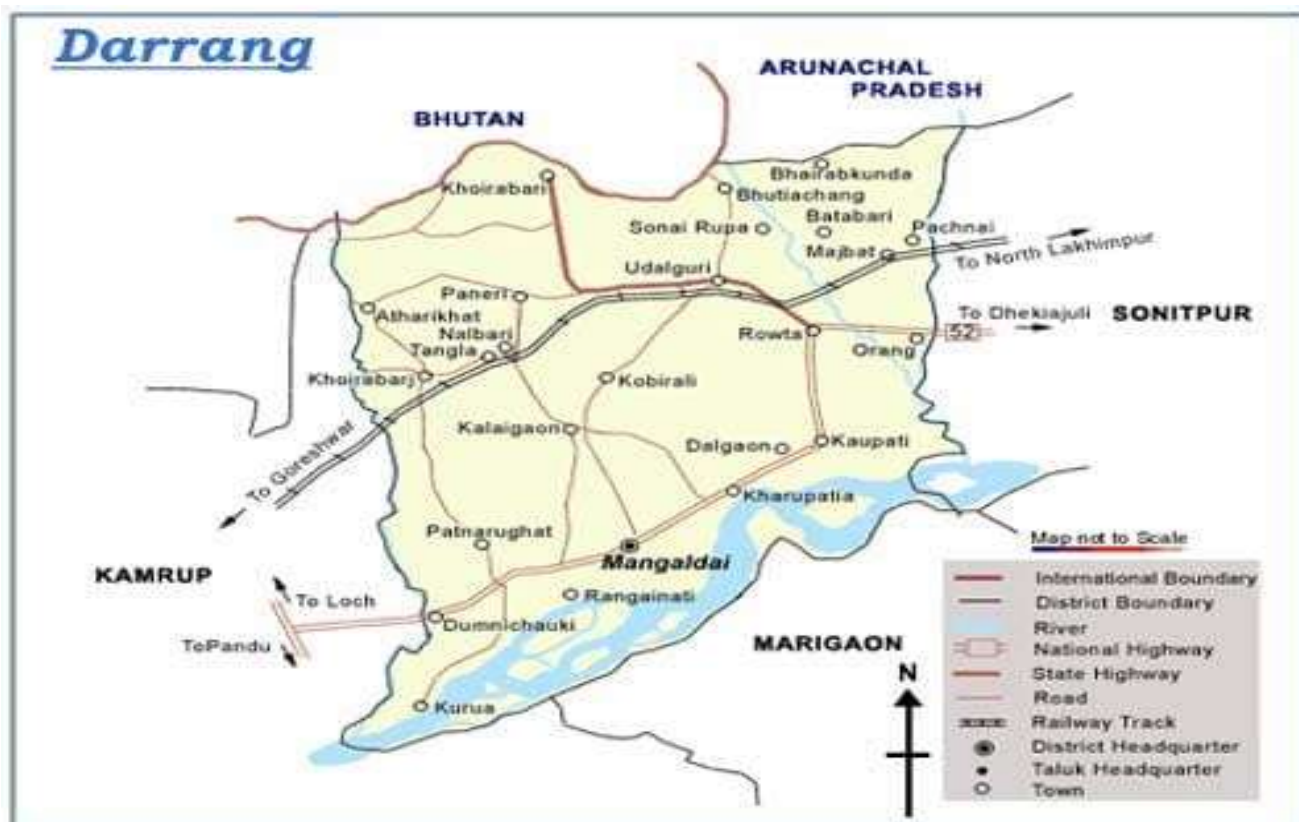 Darrang
ARUNACHAL
PRADESH
BHUTAN
Bhairabkunda
Khoirabari
Bhutiachang
Batabari
Sonai Rupa
Pachnai
Majbat
To North Lakhimpur
Udalguri
Paneri
Atharikhat
To Dhekiajuli
SONITPUR
52
Nalbari
Rowta
Tangla
Orang
Khoirabarj
Kobirali
Kalaigaon
Dalgaon
Kaupati
To Goreshwar
Kharupatia
Patnarughat
Map not to Scale
Mangaldai
KAMRUP
International Boundary
To Loch
Rangainati
District Boundary
Dumnichauki
River
ToPandu
MARIGAON
National Highway
N
State Highway
Road
Kurua
Railway Track
District Headquarter
Taluk Headquarter
Town